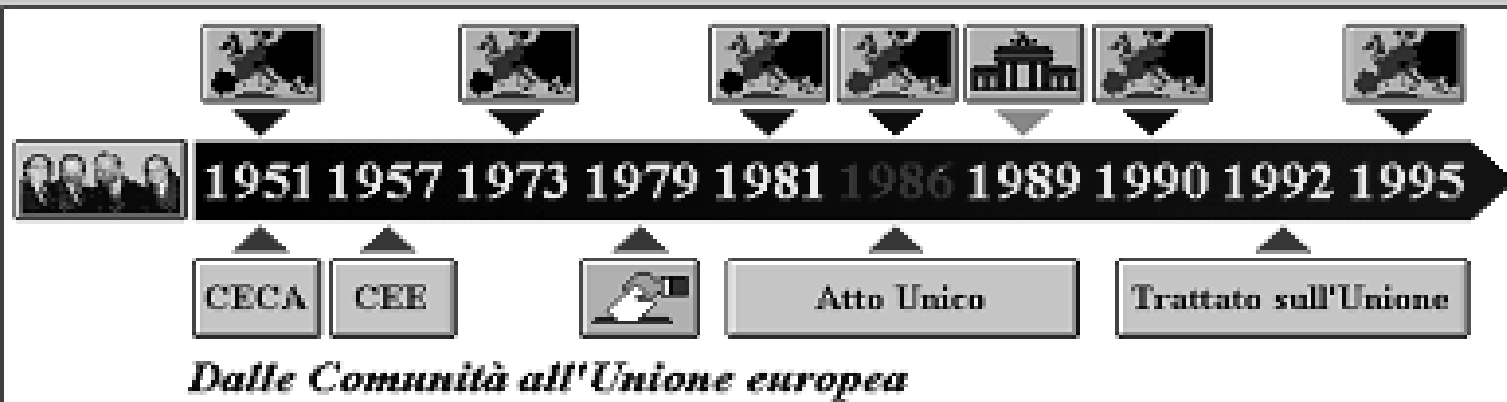 1951 1957 1973 1979 1981 1986 1989 1990 1992 1995
CECA CEE Atto Unico Trattato sull'Unione
Dalle Comunità all'Unione europea